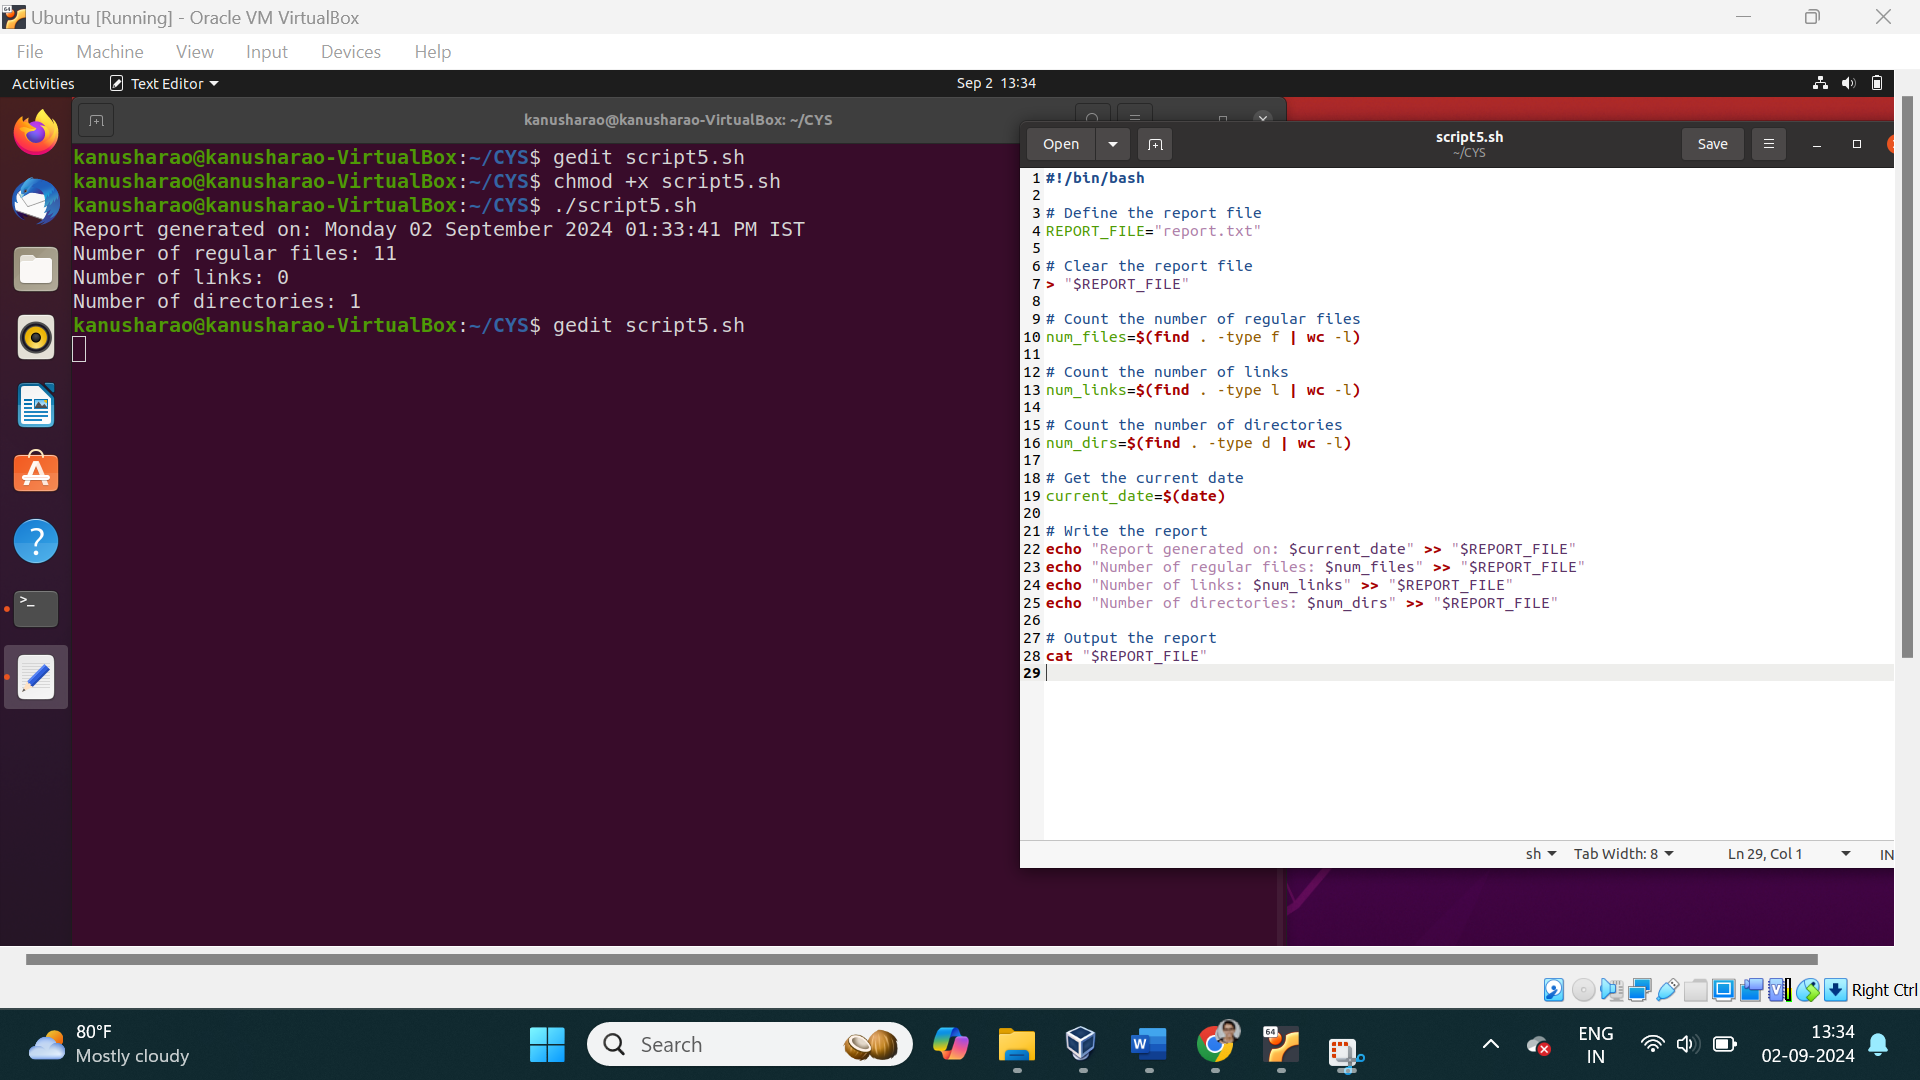 Ubuntu [Running] - Oracle VM VirtualBox
File Machine View Input Devices Help
Activities Text Editor Sep 2 13:34
kanusharao@kanusharao-VirtualBox: ~/CYS
kanusharao@kanusharao-VirtualBox:~/CYS$ gedit script5.sh
kanusharao@kanusharao-VirtualBox:~/CYS$ chmod +x script5.sh
kanusharao@kanusharao-VirtualBox:~/CYS$ ./script5.sh
Report generated on: Monday 02 September 2024 01:33:41 PM IST
Number of regular files: 11
Number of links: 0
Number of directories: 1
kanusharao@kanusharao-VirtualBox:~/CYS$ gedit script5.sh
Open script5.sh Save
~/CYS
1 #!/bin/bash
2
3 # Define the report file
4 REPORT_FILE="report.txt"
5
6 # Clear the report file
7 > "$REPORT_FILE"
8
9 # Count the number of regular files
10 num_files=$(find . -type f | wc -l)
11
12 # Count the number of links
13 num_links=$(find . -type l | wc -l)
14
15 # Count the number of directories
16 num_dirs=$(find . -type d | wc -l)
17
18 # Get the current date
19 current_date=$(date)
20
21 # Write the report
22 echo "Report generated on: $current_date" >> "$REPORT_FILE"
23 echo "Number of regular files: $num_files" >> "$REPORT_FILE"
24 echo "Number of links: $num_links" >> "$REPORT_FILE"
25 echo "Number of directories: $num_dirs" >> "$REPORT_FILE"
26
27 # Output the report
28 cat "$REPORT_FILE"
29
sh Tab Width: 8 Ln 29, Col 1 IN
Right Ctrl
80°F
Mostly cloudy
Search
ENG
IN
13:34
02-09-2024